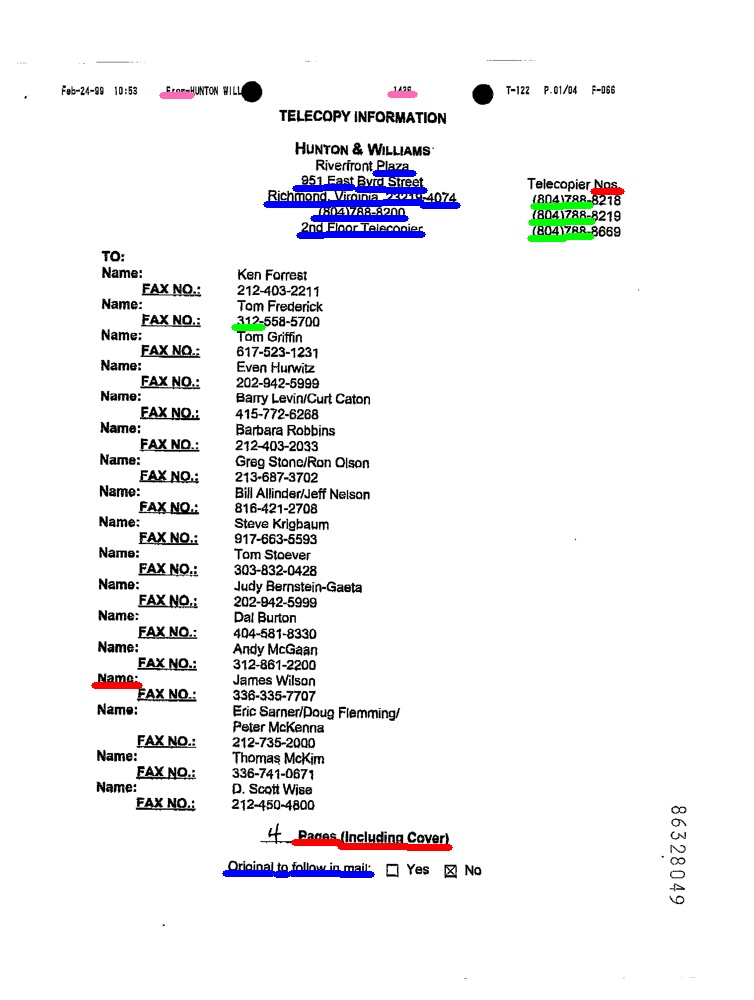 Feb-24-99 10:53 From-HUNTON WILL T-122 P.01/04 F-066
TELECOPY INFORMATION
HUNTON & WILLIAMS
Riverfront Plaza
951 East Byrd Street
Richmond, Virginia 23219-4074
(804)788-8200
2nd Floor Telecopier
Telecopier Nos.
(804)788-8218
(804)788-8219
(804)788-8669
TO:
Name: Ken Forrest
FAX NO.: 212-403-2211
Name: Tom Frederick
FAX NO.: 312-558-5700
Name: Tom Griffin
FAX NO.: 617-523-1231
Name: Even Hurwitz
FAX NO.: 202-942-5999
Name: Barry Levin/Curt Caton
FAX NO.: 415-772-6268
Name: Barbara Robbins
FAX NO.: 212-403-2033
Name: Greg Stone/Ron Olson
FAX NO.: 213-687-3702
Name: Bill Allinder/Jeff Nelson
FAX NO.: 816-421-2708
Name: Steve Krigbaum
FAX NO.: 917-663-5593
Name: Tom Stoever
FAX NO.: 303-832-0428
Name: Judy Bernstein-Gaeta
FAX NO.: 202-942-5999
Name: Dal Burton
FAX NO.: 404-581-8330
Name: Andy McGaan
FAX NO.: 312-861-2200
Name: James Wilson
FAX NO.: 336-335-7707
Name: Eric Sarner/Doug Flemming/
Peter McKenna
FAX NO.: 212-735-2000
Name: Thomas McKim
FAX NO.: 336-741-0671
Name: D. Scott Wise
FAX NO.: 212-450-4800
4 Pages (Including Cover)
Original to follow in mail: ☐ Yes ☒ No
86328049